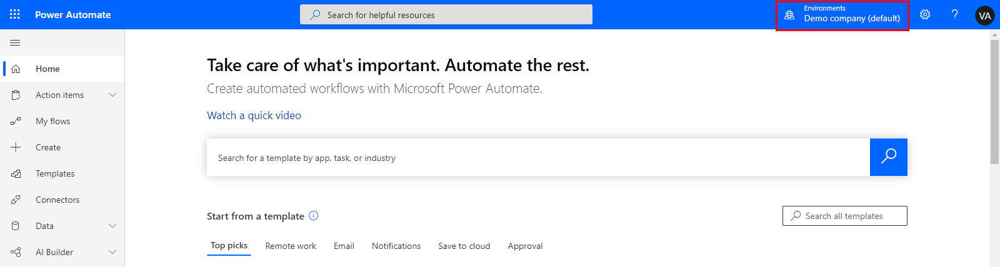 Power Automate
Search for helpful resources
Environments
Demo company (default)
VA
Home
Action items
My flows
Create
Templates
Connectors
Data
AI Builder
Take care of what's important. Automate the rest.
Create automated workflows with Microsoft Power Automate.
Watch a quick video
Search for a template by app, task, or industry
Start from a template
Search all templates
Top picks Remote work Email Notifications Save to cloud Approval